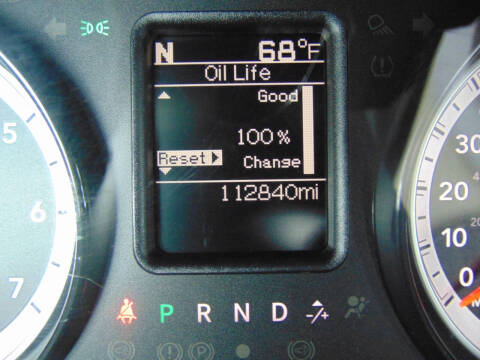 N 68°F
Oil Life
Good
100%
Reset Change
112840mi
5
6
7
30
20
10
0
P R N D -/+